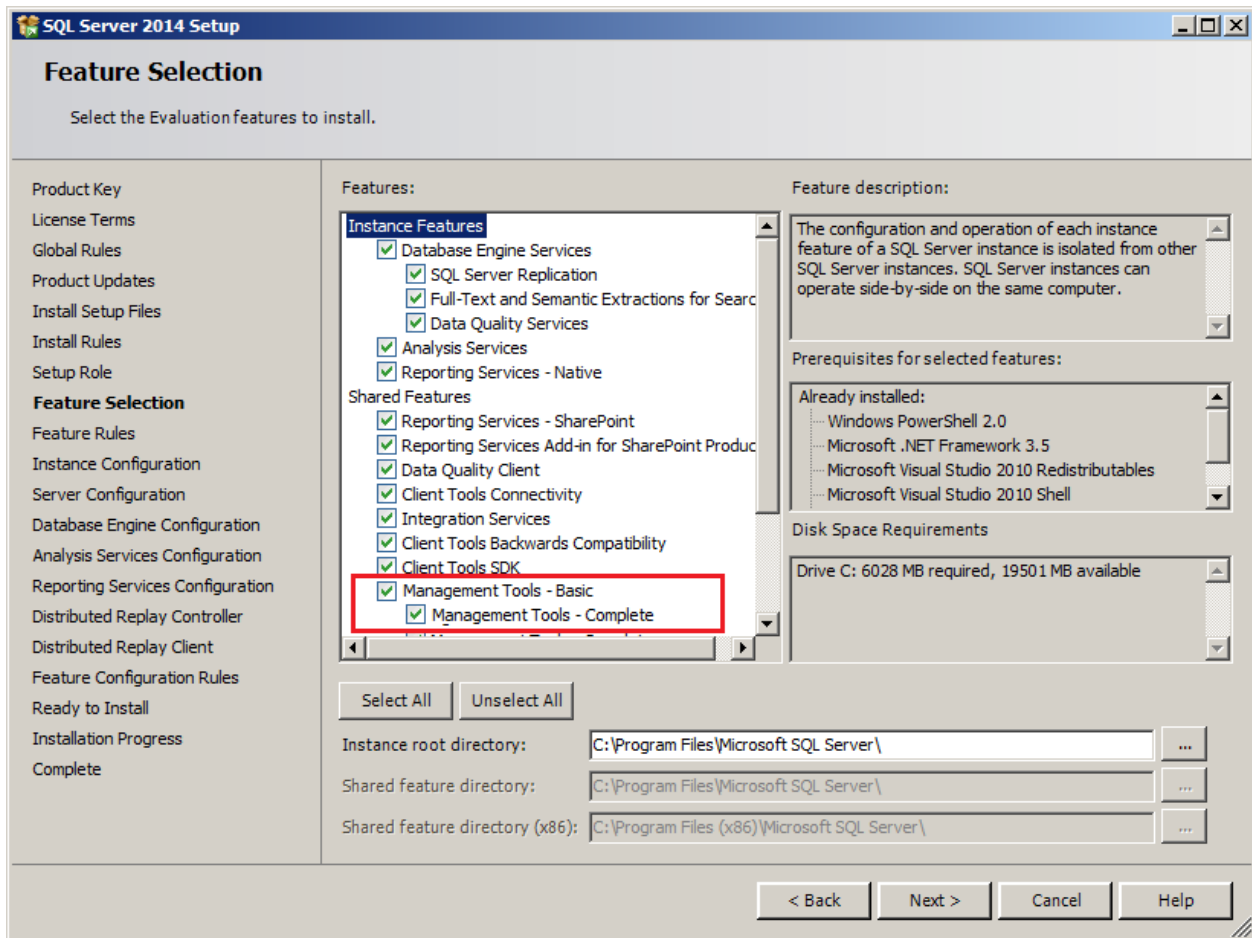 SQL Server 2014 Setup
Feature Selection
Select the Evaluation features to install.
Product Key
License Terms
Global Rules
Product Updates
Install Setup Files
Install Rules
Setup Role
Feature Selection
Feature Rules
Instance Configuration
Server Configuration
Database Engine Configuration
Analysis Services Configuration
Reporting Services Configuration
Distributed Replay Controller
Distributed Replay Client
Feature Configuration Rules
Ready to Install
Installation Progress
Complete
Features:
Instance Features
Database Engine Services
SQL Server Replication
Full-Text and Semantic Extractions for Searc
Data Quality Services
Analysis Services
Reporting Services - Native
Shared Features
Reporting Services - SharePoint
Reporting Services Add-in for SharePoint Produc
Data Quality Client
Client Tools Connectivity
Integration Services
Client Tools Backwards Compatibility
Client Tools SDK
Management Tools - Basic
Management Tools - Complete
Feature description:
The configuration and operation of each instance
feature of a SQL Server instance is isolated from other
SQL Server instances. SQL Server instances can
operate side-by-side on the same computer.
Prerequisites for selected features:
Already installed:
Windows PowerShell 2.0
Microsoft .NET Framework 3.5
Microsoft Visual Studio 2010 Redistributables
Microsoft Visual Studio 2010 Shell
Disk Space Requirements
Drive C: 6028 MB required, 19501 MB available
Select All
Unselect All
Instance root directory:
C:\Program Files\Microsoft SQL Server\
...
Shared feature directory:
C:\Program Files\Microsoft SQL Server\
...
Shared feature directory (x86):
C:\Program Files (x86)\Microsoft SQL Server\
...
< Back
Next >
Cancel
Help